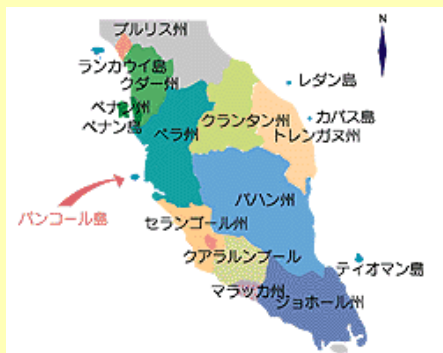 N
プルリス州
ランカウイ島
クダー州
レダン島
ペナン州
ペナン島
クランタン州
カパス島
ペラ州
トレンガヌ州
パハン州
パンコール島
セランゴール州
クアラルンプール
ティオマン島
マラッカ州
ジョホール州